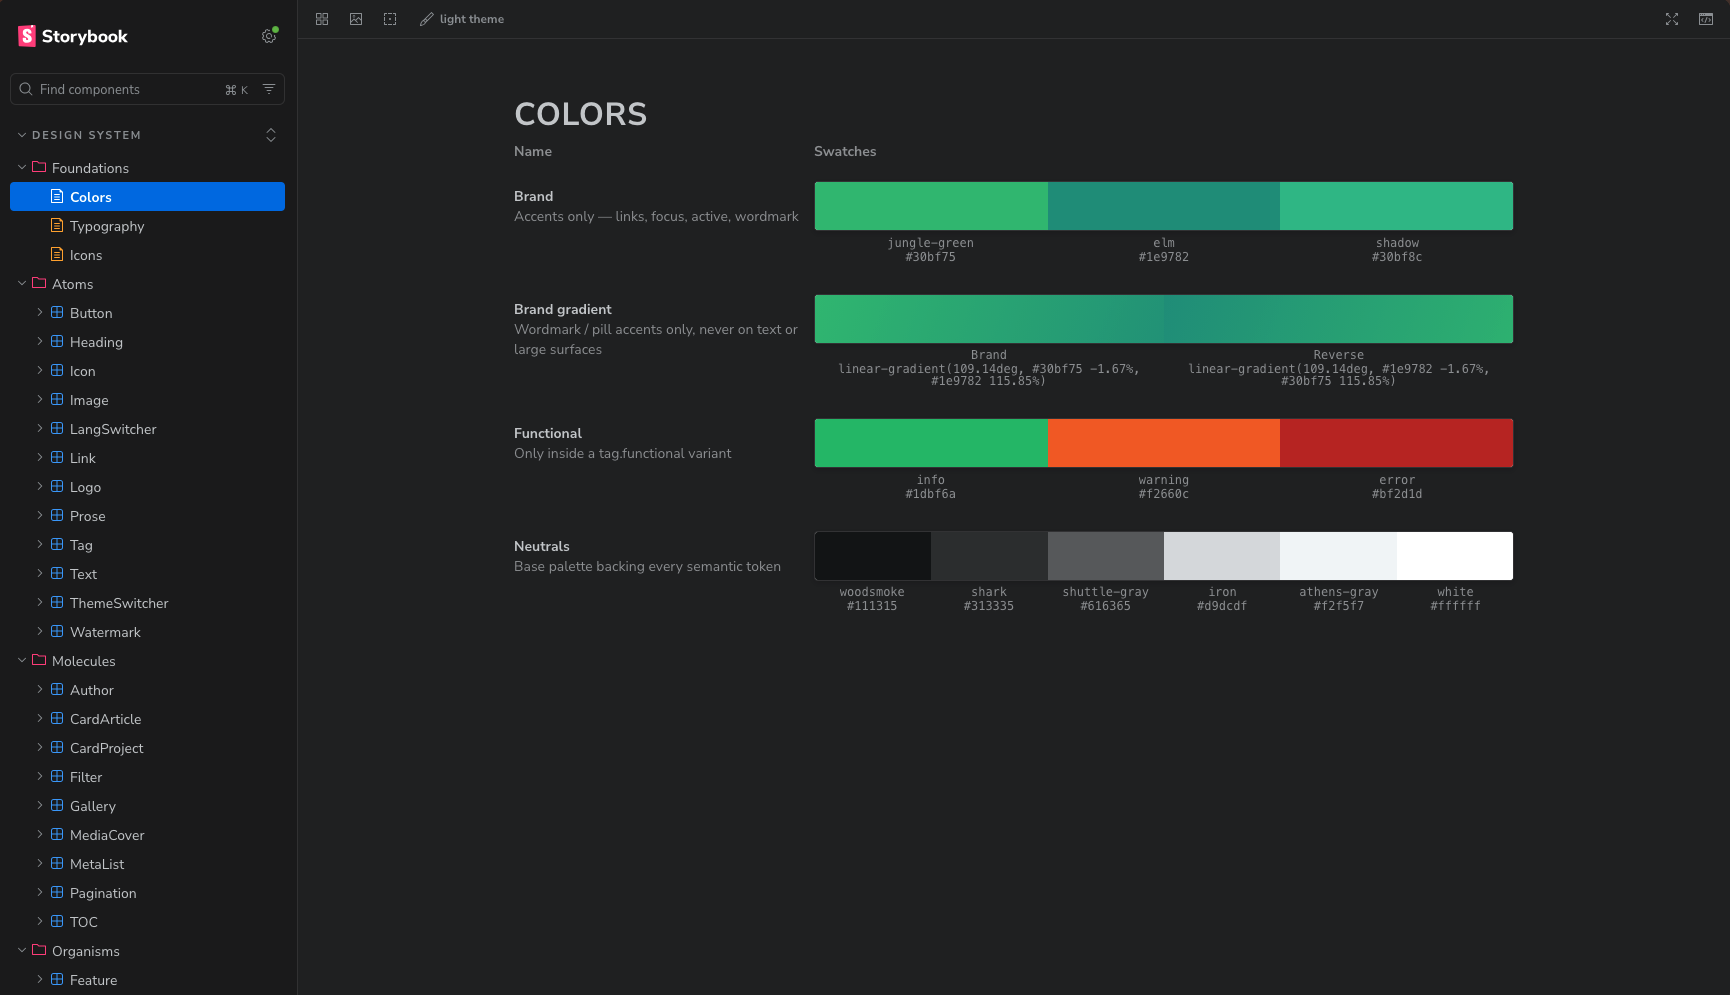 Storybook
Find components
⌘ K
DESIGN SYSTEM
Foundations
Colors
Typography
Icons
Atoms
Button
Heading
Icon
Image
LangSwitcher
Link
Logo
Prose
Tag
Text
ThemeSwitcher
Watermark
Molecules
Author
CardArticle
CardProject
Filter
Gallery
MediaCover
MetaList
Pagination
TOC
Organisms
Feature
light theme
COLORS
Name
Swatches
Brand
Accents only — links, focus, active, wordmark
jungle-green
#30bf75
elm
#1e9782
shadow
#30bf8c
Brand gradient
Wordmark / pill accents only, never on text or
large surfaces
Brand
linear-gradient(109.14deg, #30bf75 -1.67%,
#1e9782 115.85%)
Reverse
linear-gradient(109.14deg, #1e9782 -1.67%,
#30bf75 115.85%)
Functional
Only inside a tag.functional variant
info
#1dbf6a
warning
#f2660c
error
#bf2d1d
Neutrals
Base palette backing every semantic token
woodsmoke
#111315
shark
#313335
shuttle-gray
#616365
iron
#d9dcdf
athens-gray
#f2f5f7
white
#ffffff